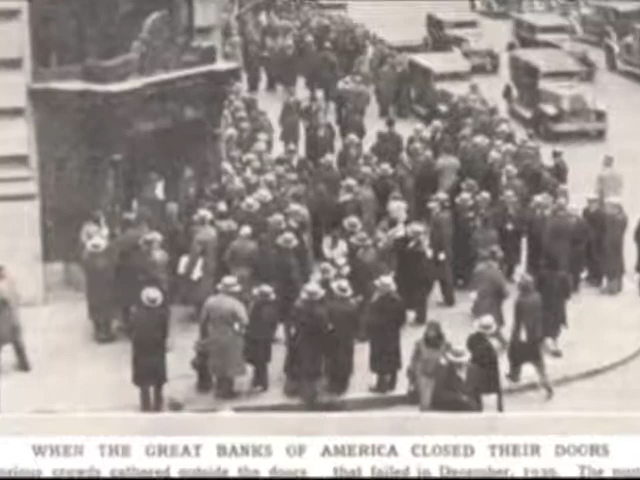 WHEN THE GREAT BANKS OF AMERICA CLOSED THEIR DOORS
crowds gathered outside the doors that failed in December, 1930. The